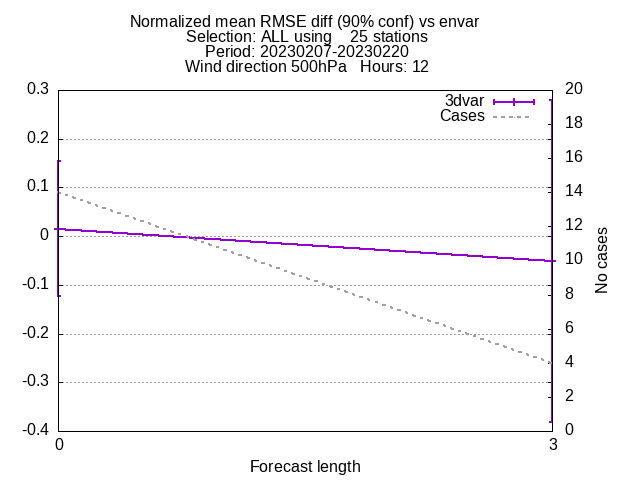 Normalized mean RMSE diff (90% conf) vs envar
Selection: ALL using    25 stations
Period: 20230207-20230220
Wind direction 500hPa   Hours: 12
3dvar
Cases
0.3
0.2
0.1
0
-0.1
-0.2
-0.3
-0.4
20
18
16
14
12
10
8
6
4
2
0
No cases
0
3
Forecast length